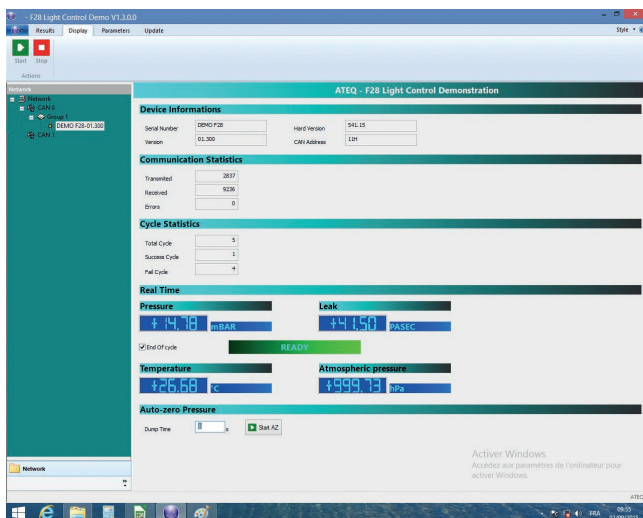 - F28 Light Control Demo V1.3.0.0
Results Display Parameters Update Style
Start Stop
Actions
Network
ATEQ - F28 Light Control Demonstration
Network
CAN 0
Group 1
DEMO F28-01.300
CAN 1
Device Informations
Serial Number DEMO F28 Hard Version 541.15
Version 01.300 CAN Address 11H
Communication Statistics
Transmited 2837
Received 9236
Errors 0
Cycle Statistics
Total Cycle 5
Success Cycle 1
Fail Cycle 4
Real Time
Pressure Leak
+14.78 mBAR +41.50 PASEC
End Of cycle READY
Temperature Atmospheric pressure
+26.68 °C +999.73 hPa
Auto-zero Pressure
Dump Time s Start AZ
Activer Windows
Accédez aux paramètres de l'ordinateur pour
activer Windows.
Network
ATEQ
FRA 09:55